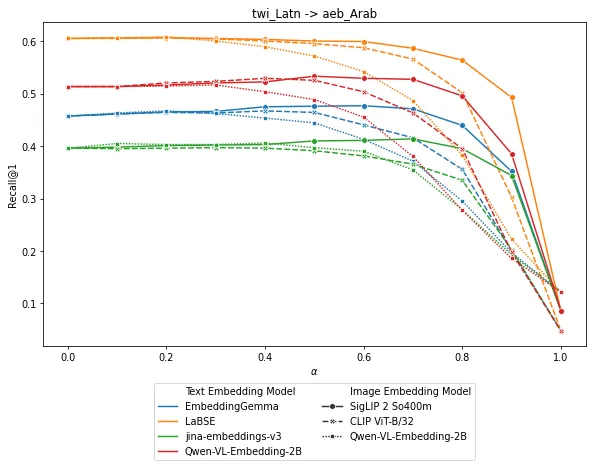 twi_Latn -> aeb_Arab
Recall@1
0.6
0.5
0.4
0.3
0.2
0.1
0.0 0.2 0.4 0.6 0.8 1.0
α
Text Embedding Model
EmbeddingGemma
LaBSE
jina-embeddings-v3
Qwen-VL-Embedding-2B
Image Embedding Model
SigLIP 2 So400m
CLIP ViT-B/32
Qwen-VL-Embedding-2B